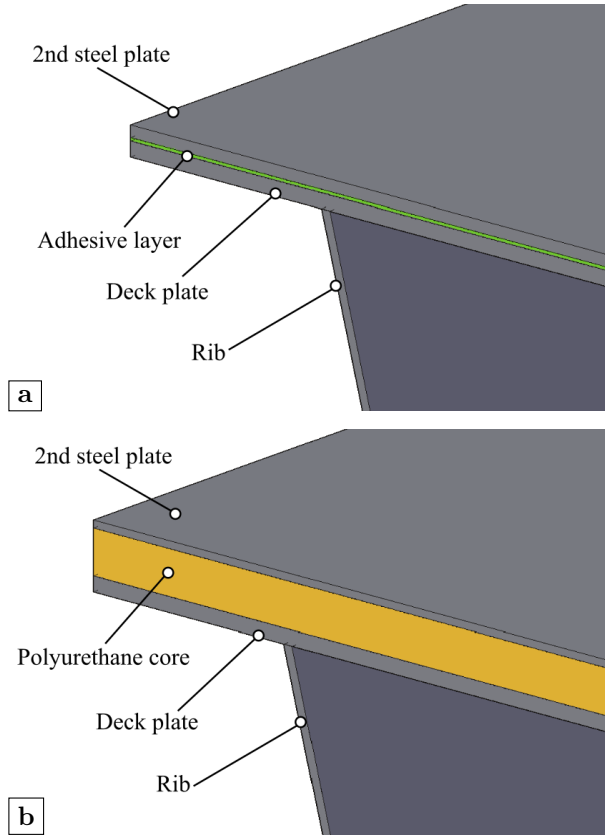 2nd steel plate
Adhesive layer
Deck plate
Rib
a
2nd steel plate
Polyurethane core
Deck plate
Rib
b